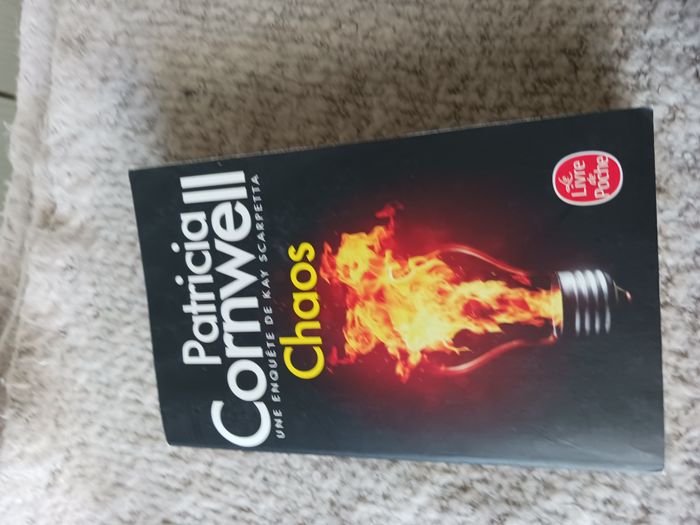 Patricia
Cornwell
UNE ENQUÊTE DE KAY SCARPETTA
Chaos
Le
Livre
de
Poche